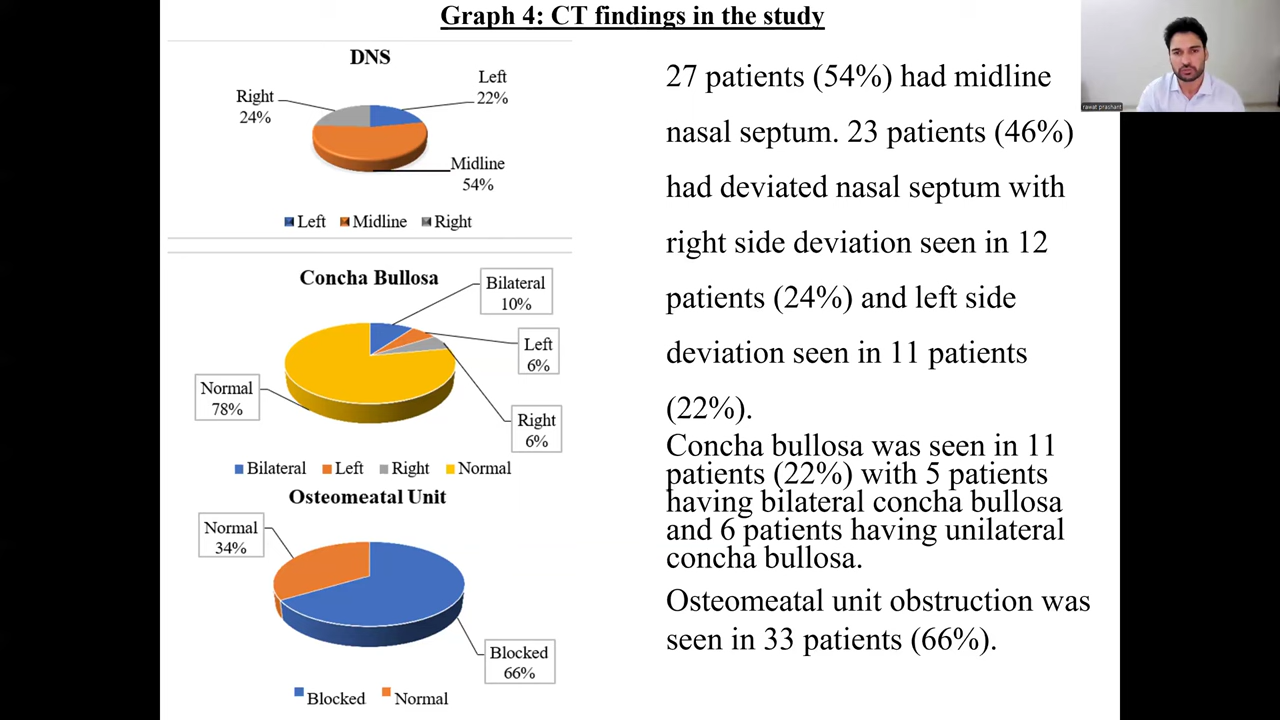 Graph 4: CT findings in the study
DNS
Left
22%
Right
24%
Midline
54%
Left Midline Right
Concha Bullosa
Bilateral
10%
Left
6%
Normal
78%
Right
6%
Bilateral Left Right Normal
Osteomeatal Unit
Normal
34%
Blocked
66%
Blocked Normal
27 patients (54%) had midline
nasal septum. 23 patients (46%)
had deviated nasal septum with
right side deviation seen in 12
patients (24%) and left side
deviation seen in 11 patients
(22%).
Concha bullosa was seen in 11
patients (22%) with 5 patients
having bilateral concha bullosa
and 6 patients having unilateral
concha bullosa.
Osteomeatal unit obstruction was
seen in 33 patients (66%).
rawat prashant